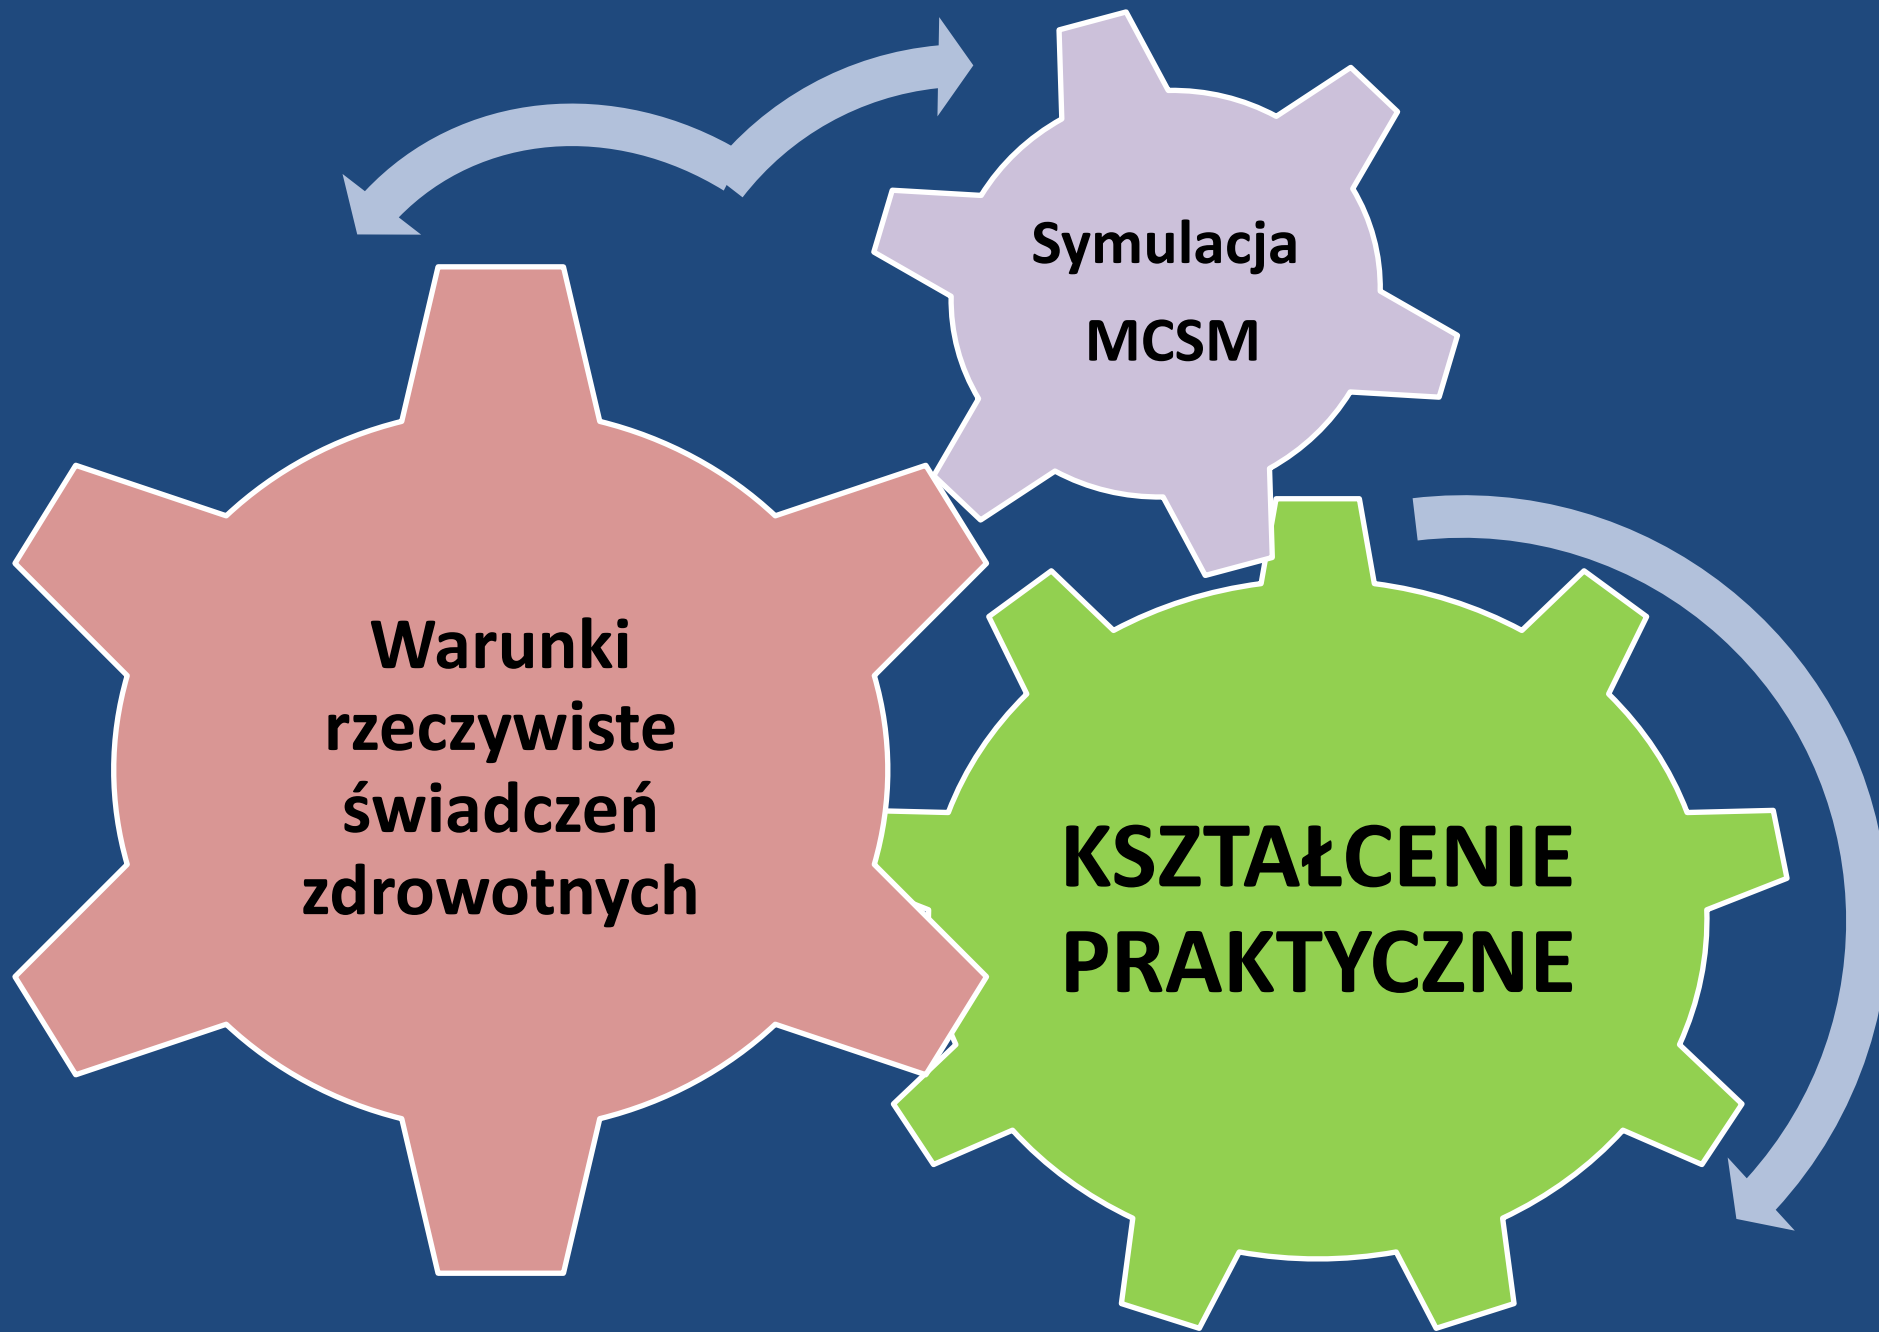 Symulacja
MCSM
Warunki
rzeczywiste
świadczeń
zdrowotnych
KSZTAŁCENIE
PRAKTYCZNE